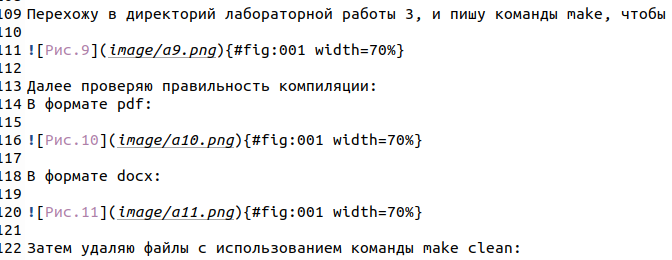 109 Перехожу в директорий лабораторной работы 3, и пишу команды make, чтобы
110
111 ![Рис.9](image/a9.png){#fig:001 width=70%}
112
113 Далее проверяю правильность компиляции:
114 В формате pdf:
115
116 ![Рис.10](image/a10.png){#fig:001 width=70%}
117
118 В формате docx:
119
120 ![Рис.11](image/a11.png){#fig:001 width=70%}
121
122 Затем удаляю файлы с использованием команды make clean: